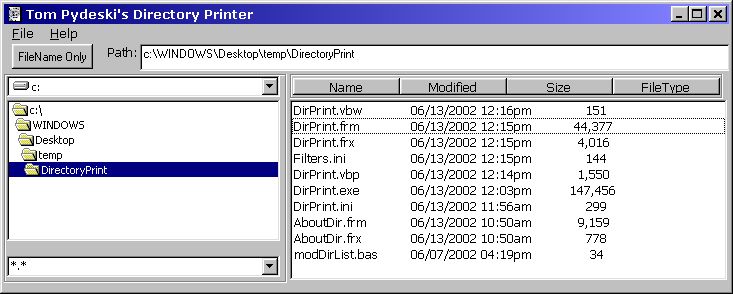 Tom Pydeski's Directory Printer
File Help
FileName Only Path: c:\WINDOWS\Desktop\temp\DirectoryPrint
c:
c:\
WINDOWS
Desktop
temp
DirectoryPrint
*.*
Name Modified Size FileType
DirPrint.vbw 06/13/2002 12:16pm 151
DirPrint.frm 06/13/2002 12:15pm 44,377
DirPrint.frx 06/13/2002 12:15pm 4,016
Filters.ini 06/13/2002 12:15pm 144
DirPrint.vbp 06/13/2002 12:14pm 1,550
DirPrint.exe 06/13/2002 12:03pm 147,456
DirPrint.ini 06/13/2002 11:56am 299
AboutDir.frm 06/13/2002 10:50am 9,159
AboutDir.frx 06/13/2002 10:50am 778
modDirList.bas 06/07/2002 04:19pm 34